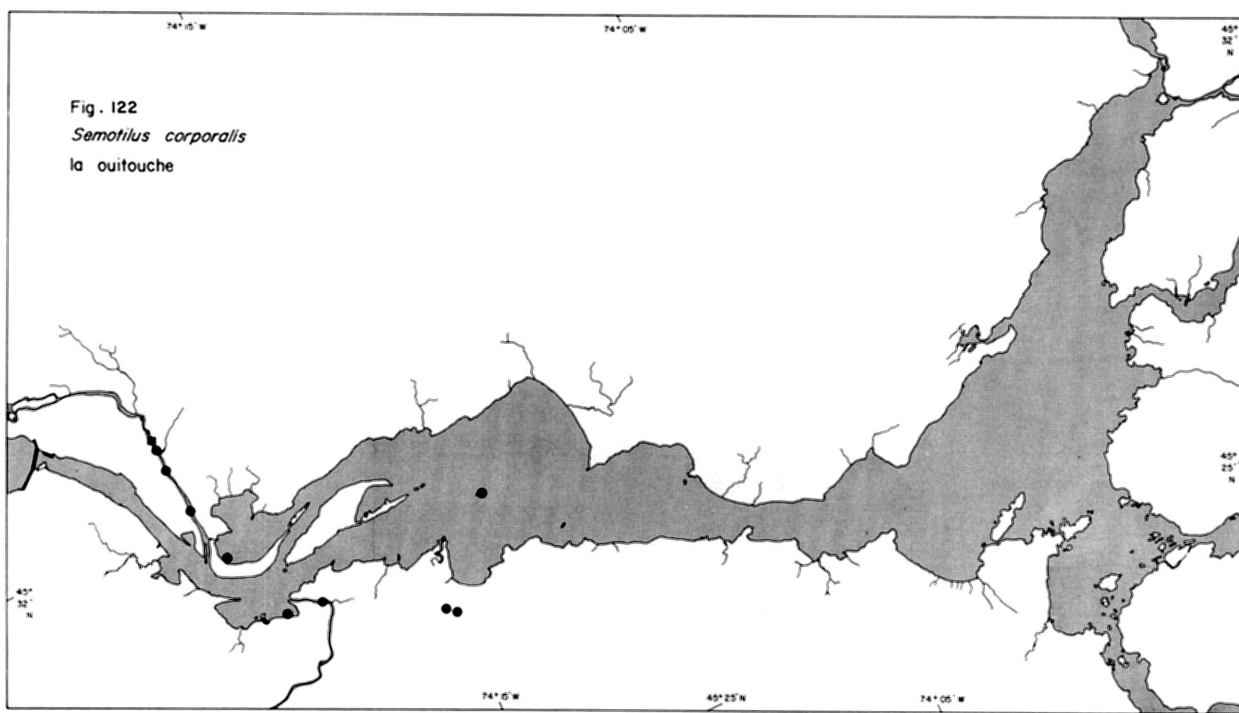 74° 15' W
74° 05' W
45°
32'
N
Fig. 122
Semotilus corporalis
la ouitouche
45°
25'
N
45°
32'
N
74° 15' W
45° 25' N
74° 05' W